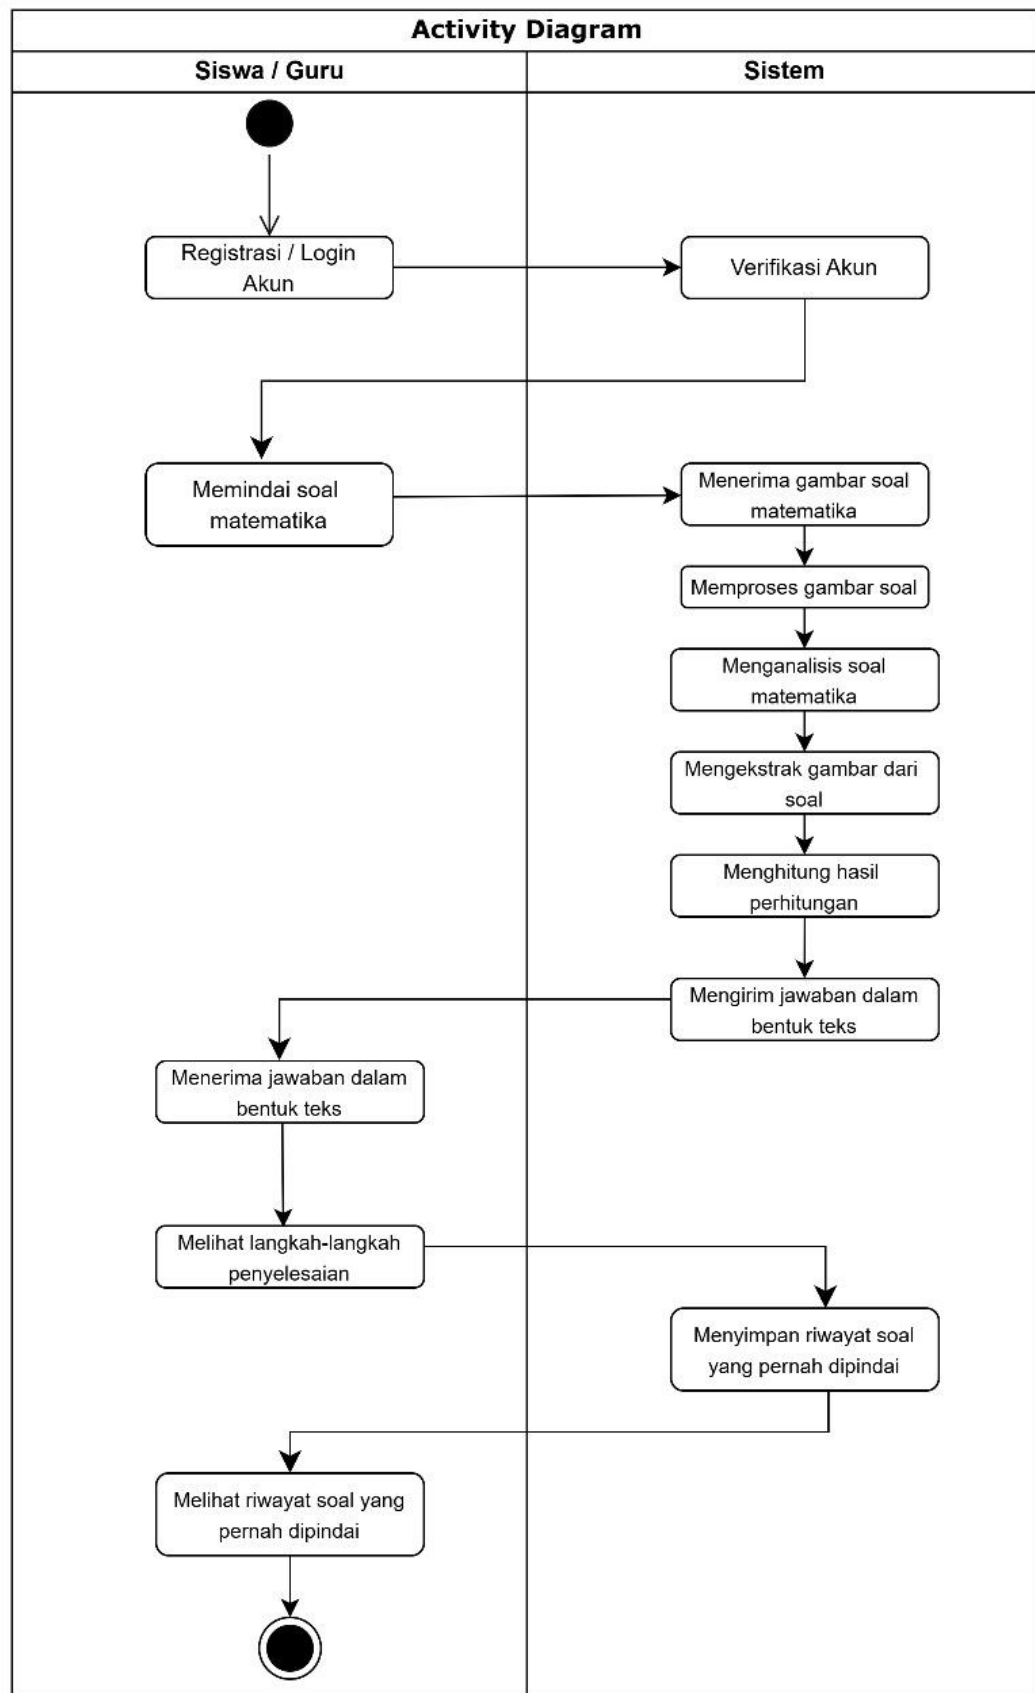 Activity Diagram
Siswa / Guru
Sistem
Registrasi / Login
Akun
Verifikasi Akun
Memindai soal
matematika
Menerima gambar soal
matematika
Memproses gambar soal
Menganalisis soal
matematika
Mengekstrak gambar dari
soal
Menghitung hasil
perhitungan
Mengirim jawaban dalam
bentuk teks
Menerima jawaban dalam
bentuk teks
Melihat langkah-langkah
penyelesaian
Menyimpan riwayat soal
yang pernah dipindai
Melihat riwayat soal yang
pernah dipindai